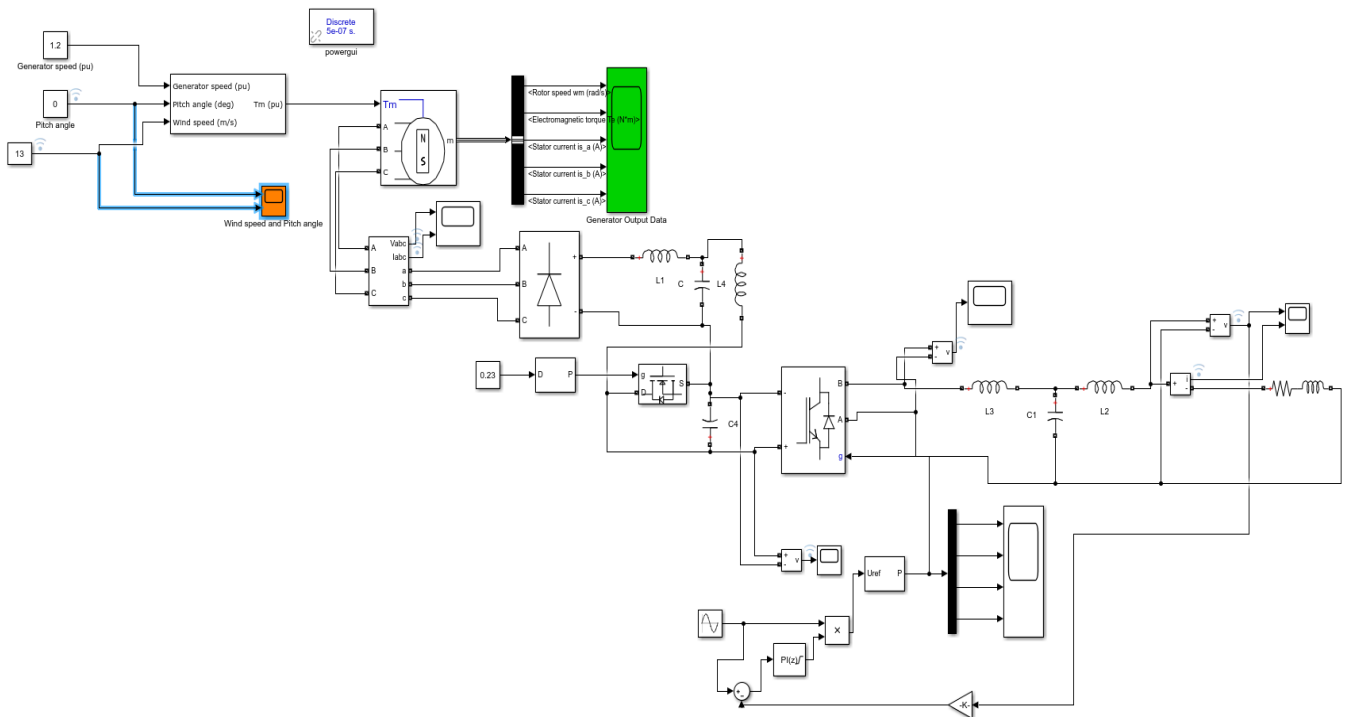 Discrete
5e-07 s.
powergui
1.2
Generator speed (pu)
0
Pitch angle
13
Generator speed (pu)
Pitch angle (deg)
Wind speed (m/s)
Tm (pu)
Wind speed and Pitch angle
Tm
A
B
C
N
S
m
<Rotor speed wm (rad/s)>
<Electromagnetic torque Te (N*m)>
<Stator current is_a (A)>
<Stator current is_b (A)>
<Stator current is_c (A)>
Generator Output Data
A
B
C
Vabc
Iabc
a
b
c
A
B
C
+
-
L1
C
L4
0.23
D
P
g
D
S
C4
-
+
B
A
g
+
-
v
L3
C1
L2
+
-
v
+
i
-
+
-
v
Uref
P
×
PI(z)
+
-
-K-